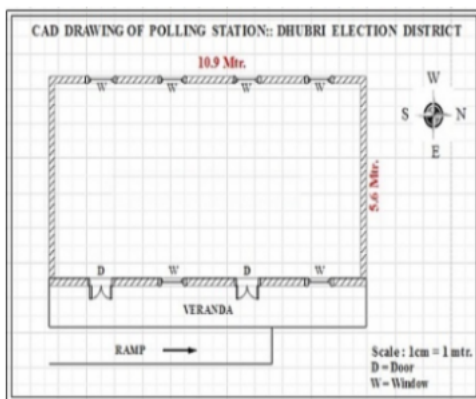 CAD DRAWING OF POLLING STATION:: DHUBRI ELECTION DISTRICT
10.9 Mtr.
W W W W
W
S N
E
5.6 Mtr.
D W D W
VERANDA
RAMP
Scale : 1cm = 1 mtr.
D = Door
W = Window